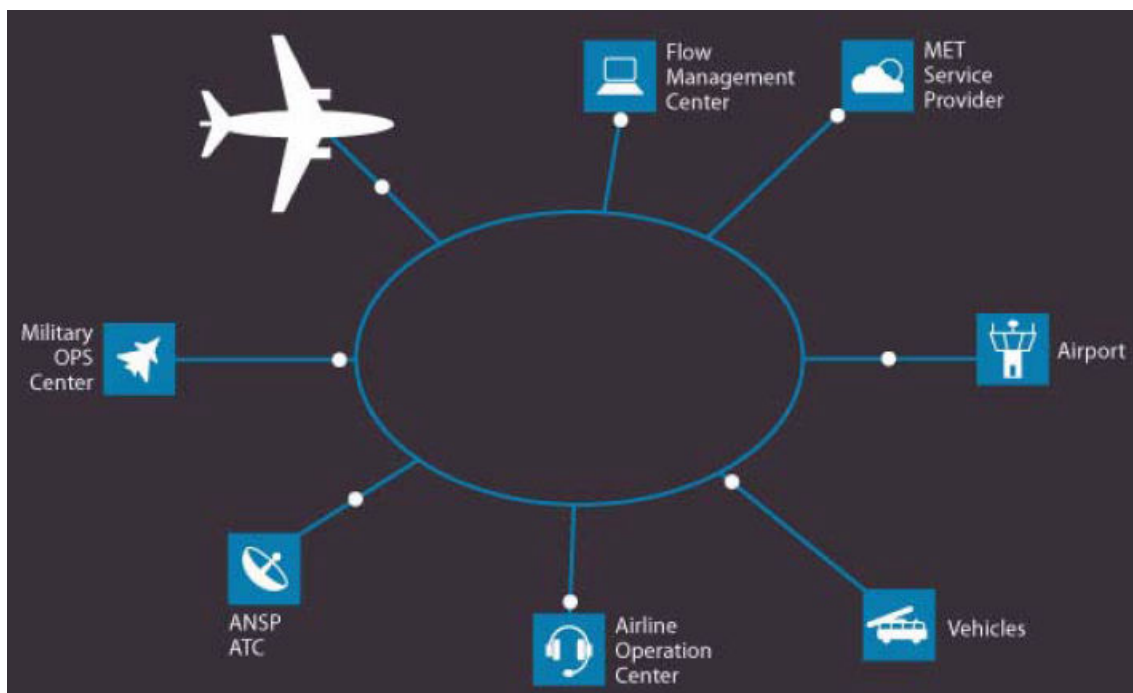 Flow
Management
Center
MET
Service
Provider
Military
OPS
Center
Airport
ANSP
ATC
Airline
Operation
Center
Vehicles